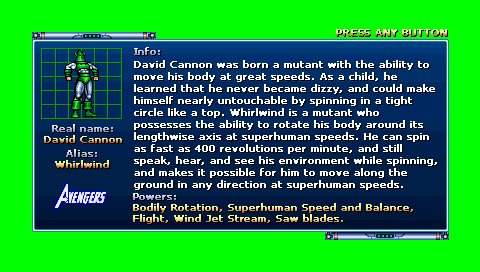 PRESS ANY BUTTON
Info:
David Cannon was born a mutant with the ability to
move his body at great speeds. As a child, he
learned that he never became dizzy, and could make
himself nearly untouchable by spinning in a tight
circle like a top. Whirlwind is a mutant who
possesses the ability to rotate his body around its
lengthwise axis at superhuman speeds. He can spin
as fast as 400 revolutions per minute, and still
speak, hear, and see his environment while spinning,
and makes it possible for him to move along the
ground in any direction at superhuman speeds.
Powers:
Bodily Rotation, Superhuman Speed and Balance,
Flight, Wind Jet Stream, Saw blades.
Real name:
David Cannon
Alias:
Whirlwind
AVENGERS